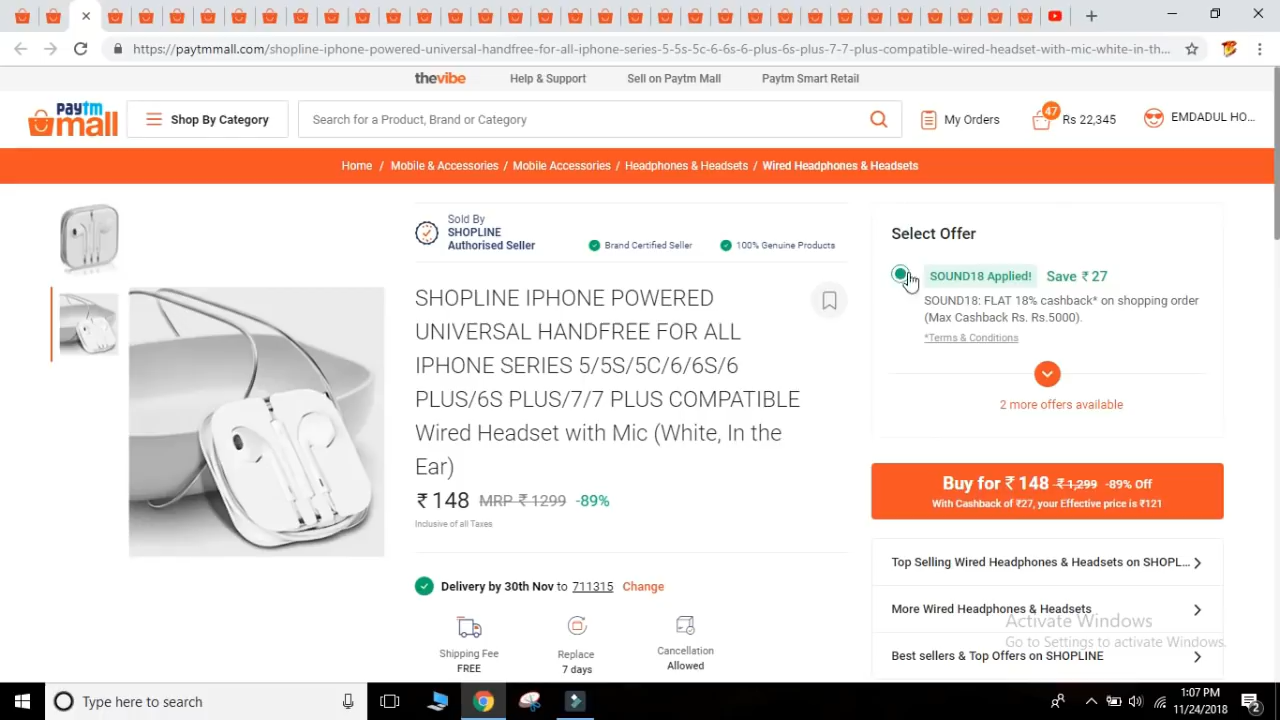 https://paytmmall.com/shopline-iphone-powered-universal-handfree-for-all-iphone-series-5-5s-5c-6-6s-6-plus-6s-plus-7-7-plus-compatible-wired-headset-with-mic-white-in-th...
thevibe Help & Support Sell on Paytm Mall Paytm Smart Retail
paytm mall
Shop By Category
Search for a Product, Brand or Category
My Orders
47
Rs 22,345
EMDADUL HO...
Home / Mobile & Accessories / Mobile Accessories / Headphones & Headsets / Wired Headphones & Headsets
Sold By
SHOPLINE
Authorised Seller
Brand Certified Seller
100% Genuine Products
SHOPLINE IPHONE POWERED
UNIVERSAL HANDFREE FOR ALL
IPHONE SERIES 5/5S/5C/6/6S/6
PLUS/6S PLUS/7/7 PLUS COMPATIBLE
Wired Headset with Mic (White, In the
Ear)
₹ 148 MRP ₹ 1299 -89%
Inclusive of all Taxes
Delivery by 30th Nov to 711315 Change
Shipping Fee
FREE
Replace
7 days
Cancellation
Allowed
Select Offer
SOUND18 Applied! Save ₹ 27
SOUND18: FLAT 18% cashback* on shopping order
(Max Cashback Rs. Rs.5000).
*Terms & Conditions
2 more offers available
Buy for ₹ 148 ₹ 1,299 -89% Off
With Cashback of ₹27, your Effective price is ₹121
Top Selling Wired Headphones & Headsets on SHOPL...
More Wired Headphones & Headsets
Best sellers & Top Offers on SHOPLINE
Activate Windows
Go to Settings to activate Windows.
Type here to search
1:07 PM
11/24/2018
2